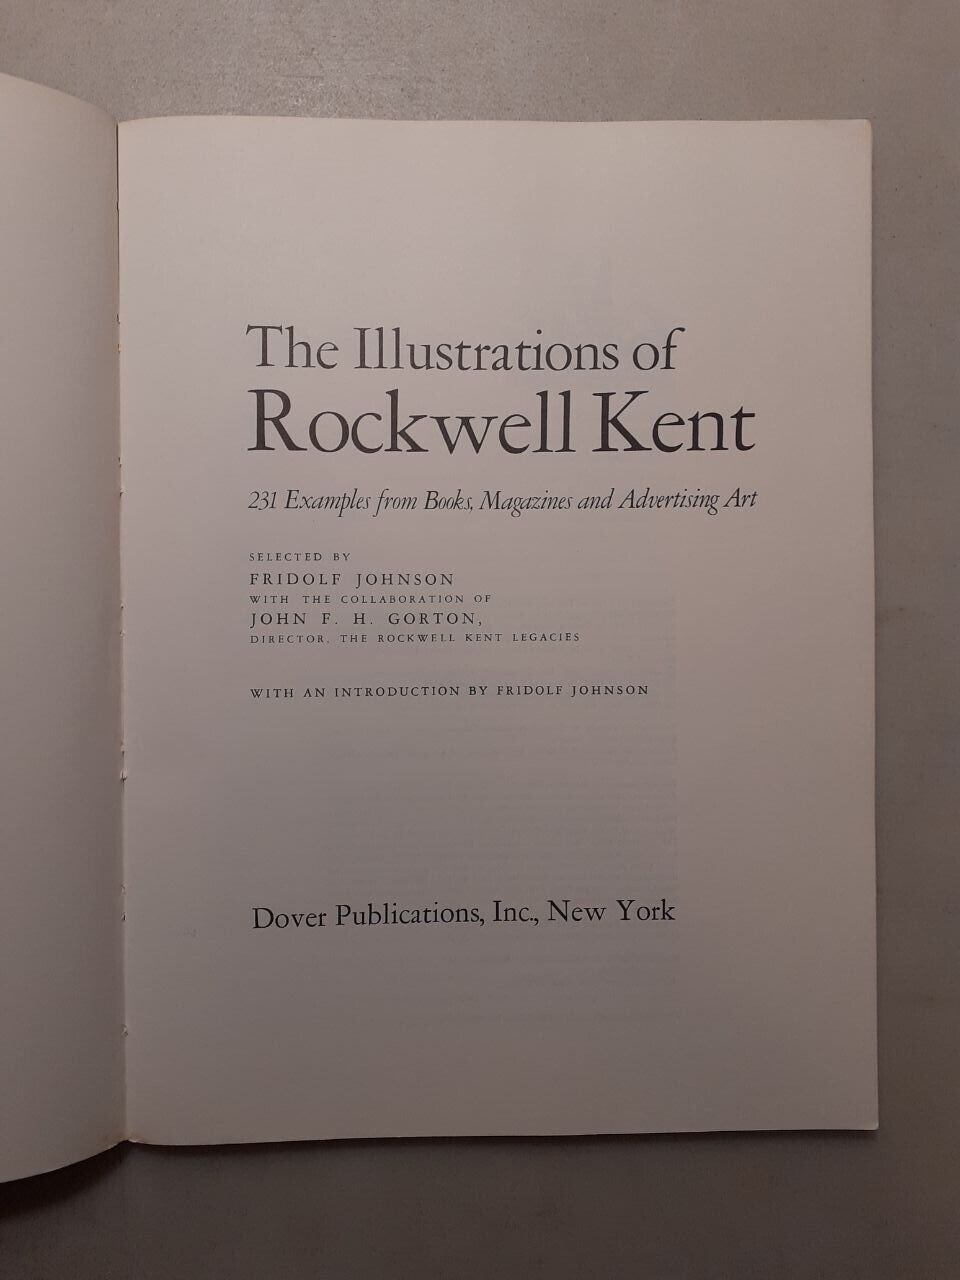 The Illustrations of
Rockwell Kent
231 Examples from Books, Magazines and Advertising Art
SELECTED BY
FRIDOLF JOHNSON
WITH THE COLLABORATION OF
JOHN F. H. GORTON,
DIRECTOR, THE ROCKWELL KENT LEGACIES
WITH AN INTRODUCTION BY FRIDOLF JOHNSON
Dover Publications, Inc., New York